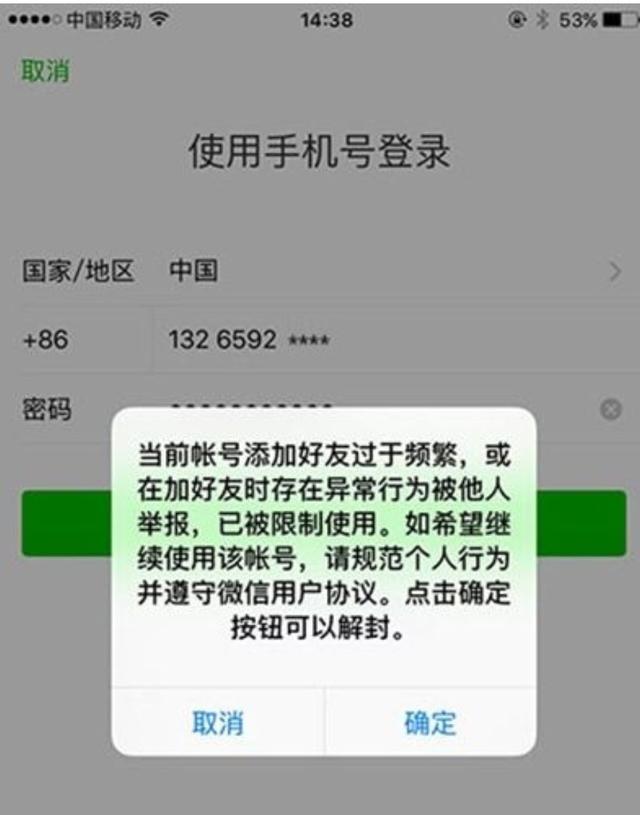 中国移动 14:38 53%
取消
使用手机号登录
国家/地区 中国
+86 132 6592 ****
密码 ••••••••••••
当前帐号添加好友过于频繁，或
在加好友时存在异常行为被他人
举报，已被限制使用。如希望继
续使用该帐号，请规范个人行为
并遵守微信用户协议。点击确定
按钮可以解封。
取消 确定